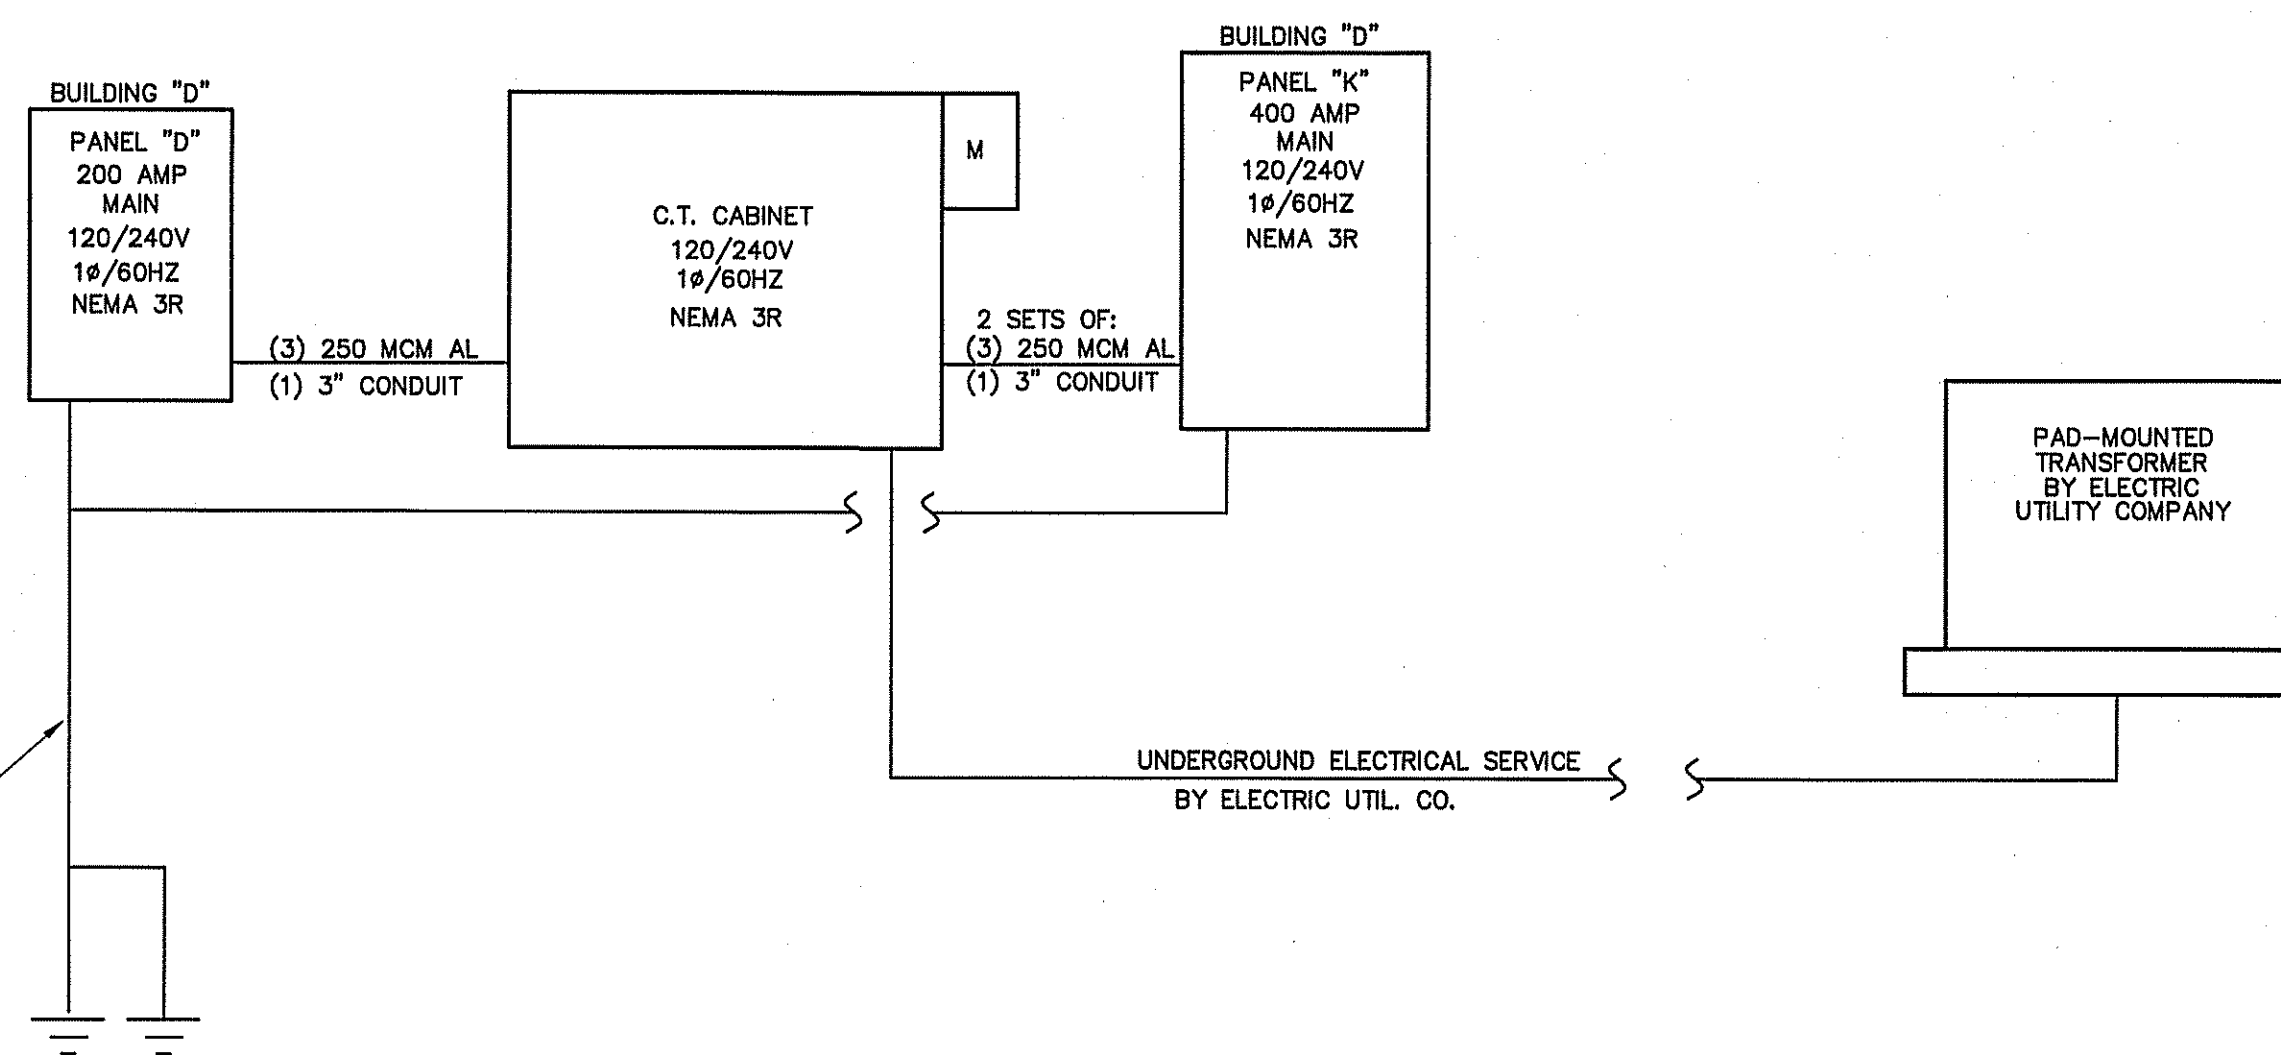 BUILDING "D"
PANEL "D"
200 AMP
MAIN
120/240V
1ø/60HZ
NEMA 3R
(3) 250 MCM AL
(1) 3" CONDUIT
C.T. CABINET
120/240V
1ø/60HZ
NEMA 3R
M
2 SETS OF:
(3) 250 MCM AL
(1) 3" CONDUIT
BUILDING "D"
PANEL "K"
400 AMP
MAIN
120/240V
1ø/60HZ
NEMA 3R
PAD-MOUNTED
TRANSFORMER
BY ELECTRIC
UTILITY COMPANY
UNDERGROUND ELECTRICAL SERVICE
BY ELECTRIC UTIL. CO.